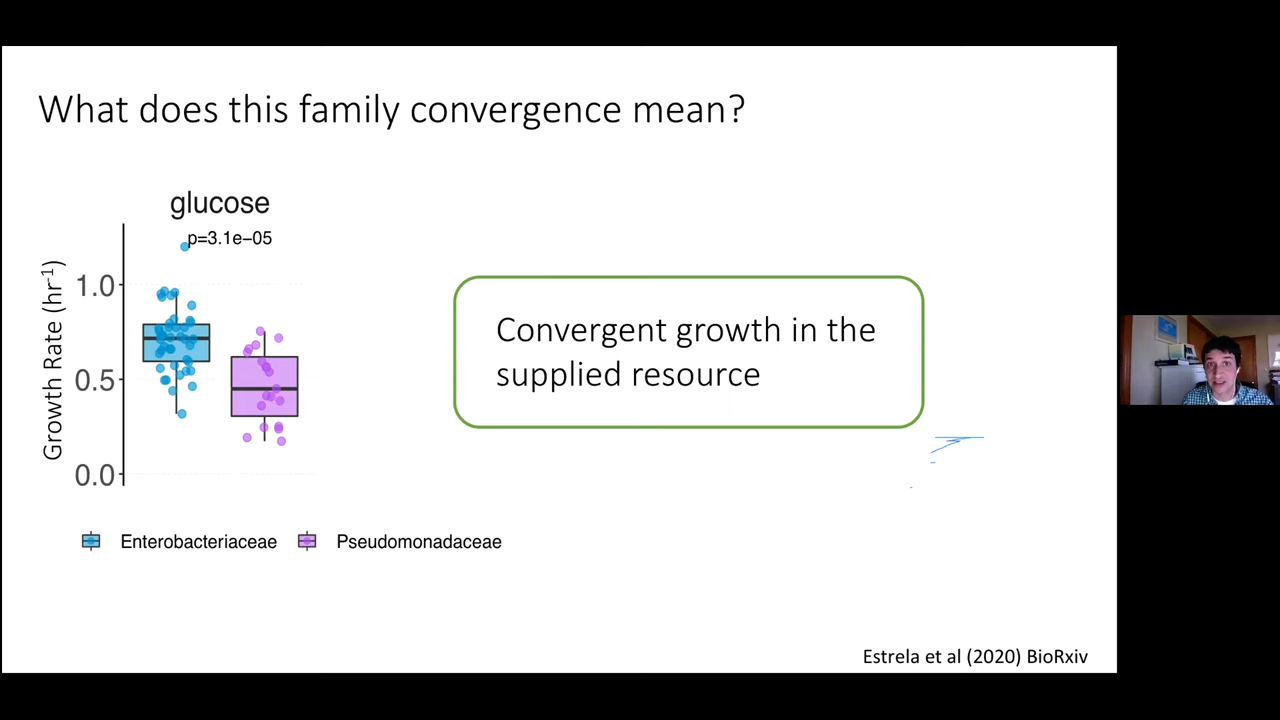 What does this family convergence mean?
glucose
p=3.1e−05
Growth Rate (hr⁻¹)
1.0
0.5
0.0
Convergent growth in the
supplied resource
Enterobacteriaceae Pseudomonadaceae
Estrela et al (2020) BioRxiv